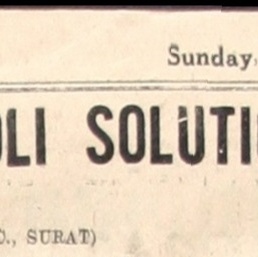 Sunday,
OLI SOLUTI
C., SURAT)